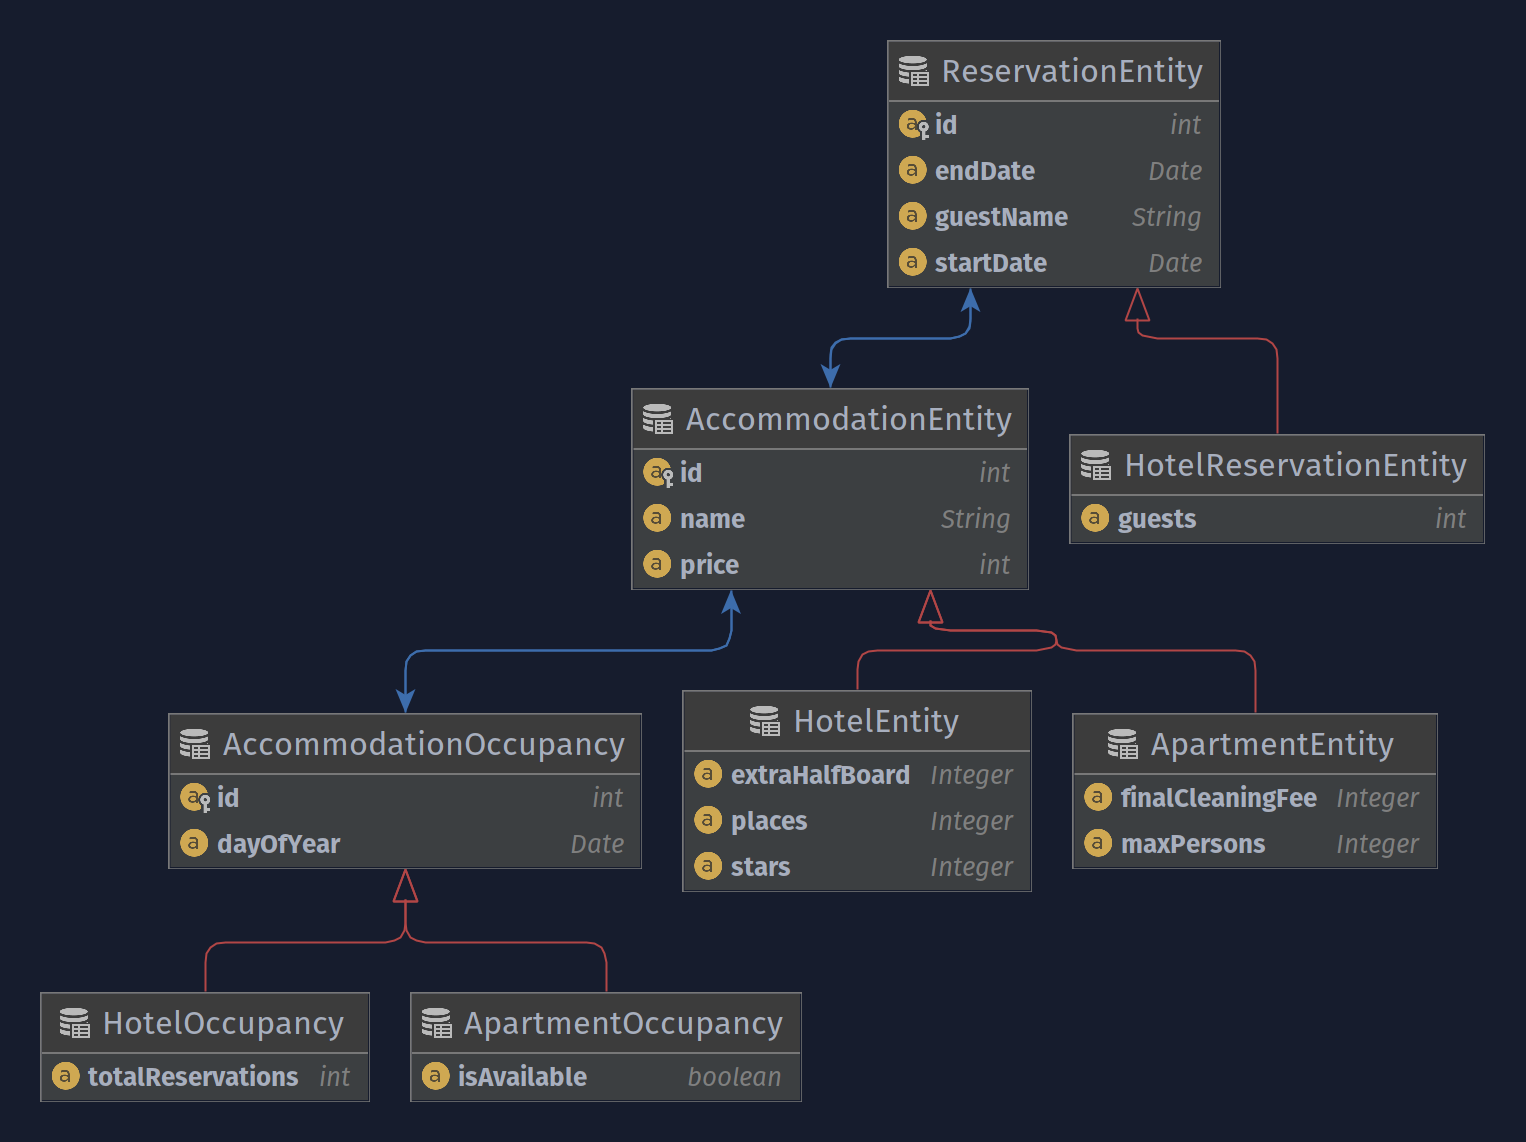 ReservationEntity
id int
endDate Date
guestName String
startDate Date
AccommodationEntity
id int
name String
price int
HotelReservationEntity
guests int
AccommodationOccupancy
id int
dayOfYear Date
HotelEntity
extraHalfBoard Integer
places Integer
stars Integer
ApartmentEntity
finalCleaningFee Integer
maxPersons Integer
HotelOccupancy
totalReservations int
ApartmentOccupancy
isAvailable boolean